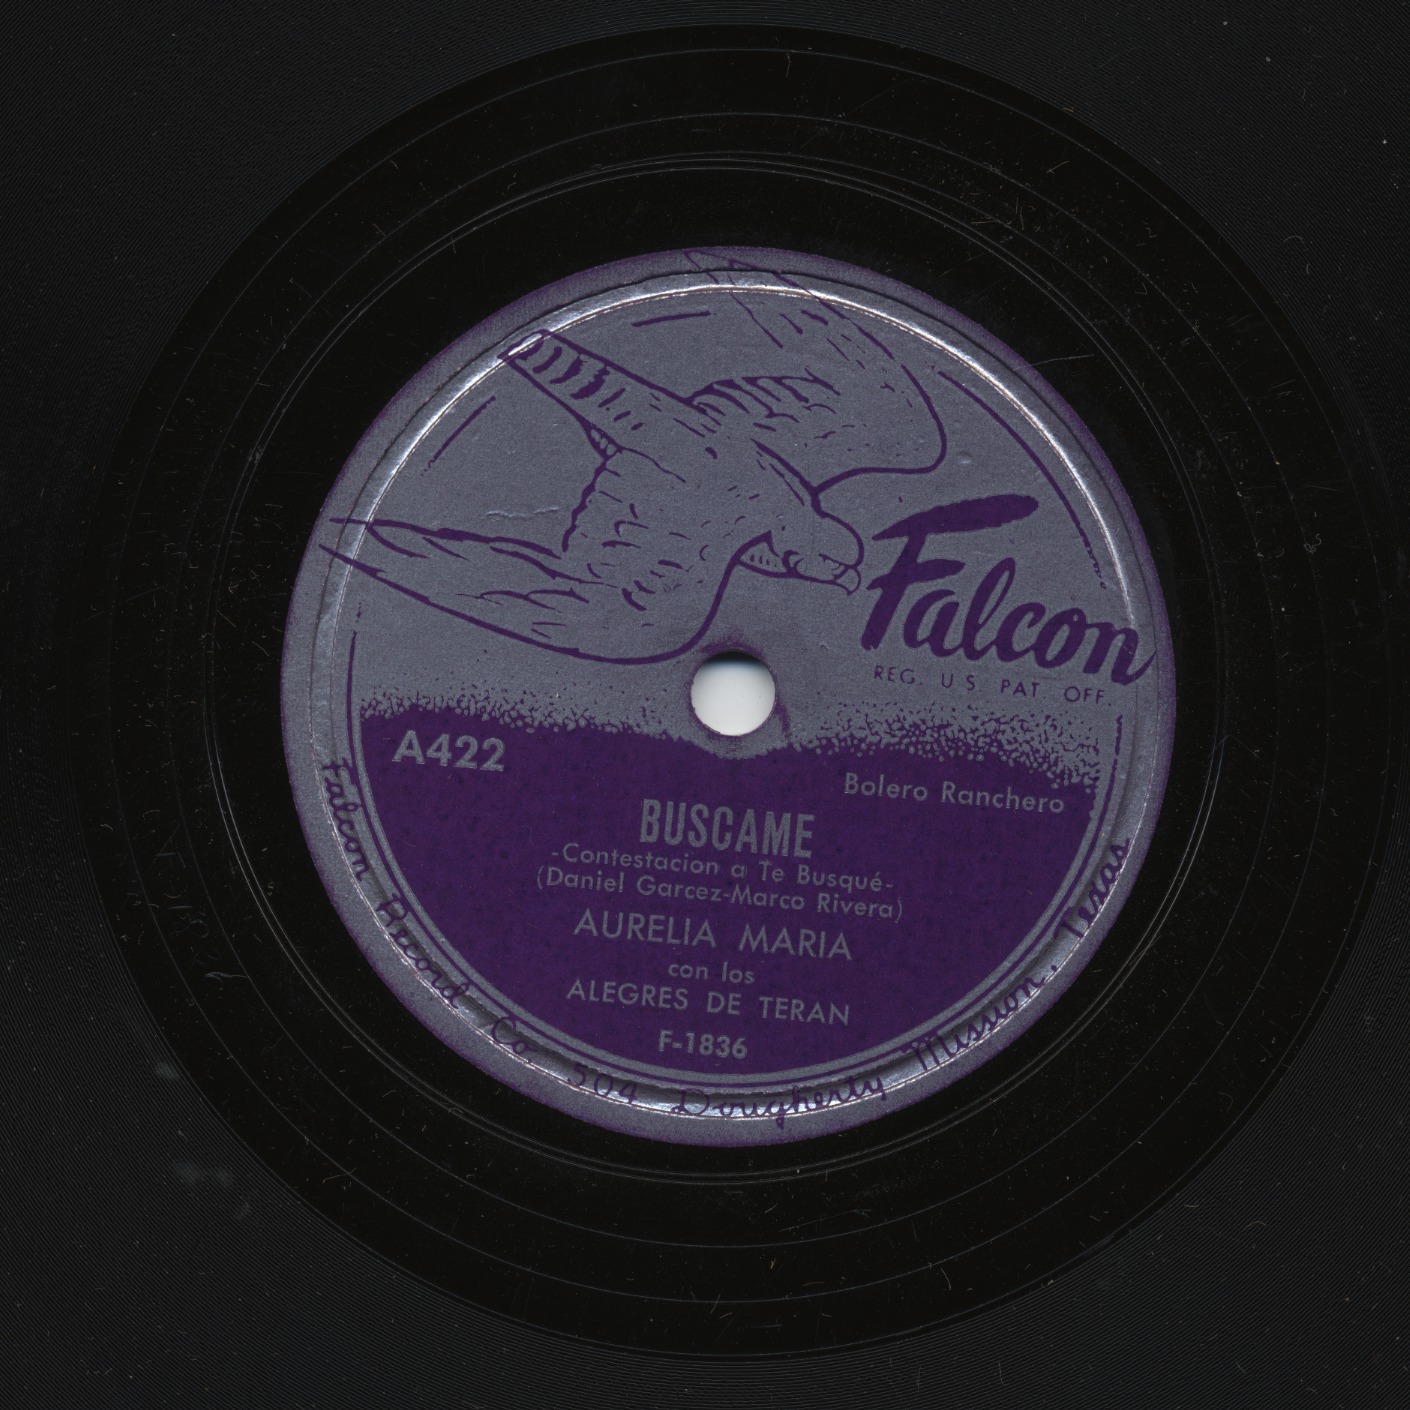 Falcon
REG. U S PAT OFF.
A422
Bolero Ranchero
BUSCAME
-Contestacion a Te Busqué-
(Daniel Garcez-Marco Rivera)
AURELIA MARIA
con los
ALEGRES DE TERAN
F-1836
Falcon Record Co. 504 Dougherty Mission, Texas